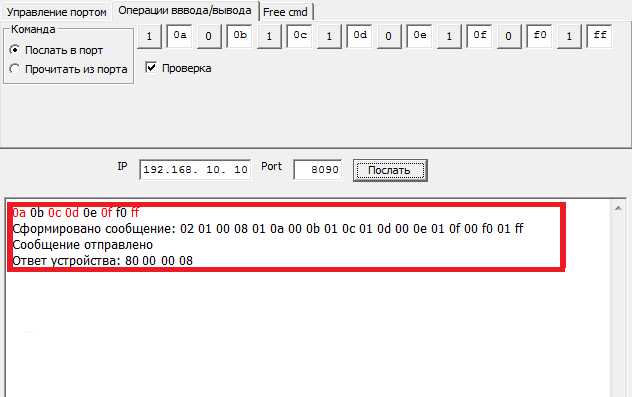 Управление портом Операции вввода/вывода Free cmd
Команда
1 0a 0 0b 1 0c 1 0d 0 0e 1 0f 0 f0 1 ff
Послать в порт
Прочитать из порта
Проверка
IP 192.168. 10. 10 Port 8090 Послать
0a 0b 0c 0d 0e 0f f0 ff
Сформировано сообщение: 02 01 00 08 01 0a 00 0b 01 0c 01 0d 00 0e 01 0f 00 f0 01 ff
Сообщение отправлено
Ответ устройства: 80 00 00 08